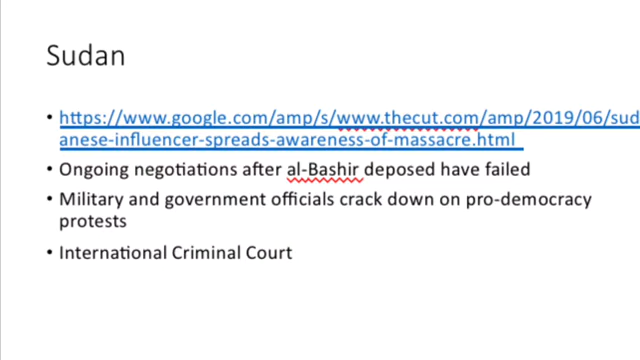 Sudan
• https://www.google.com/amp/s/www.thecut.com/amp/2019/06/sud
anese-influencer-spreads-awareness-of-massacre.html
• Ongoing negotiations after al-Bashir deposed have failed
• Military and government officials crack down on pro-democracy
protests
• International Criminal Court